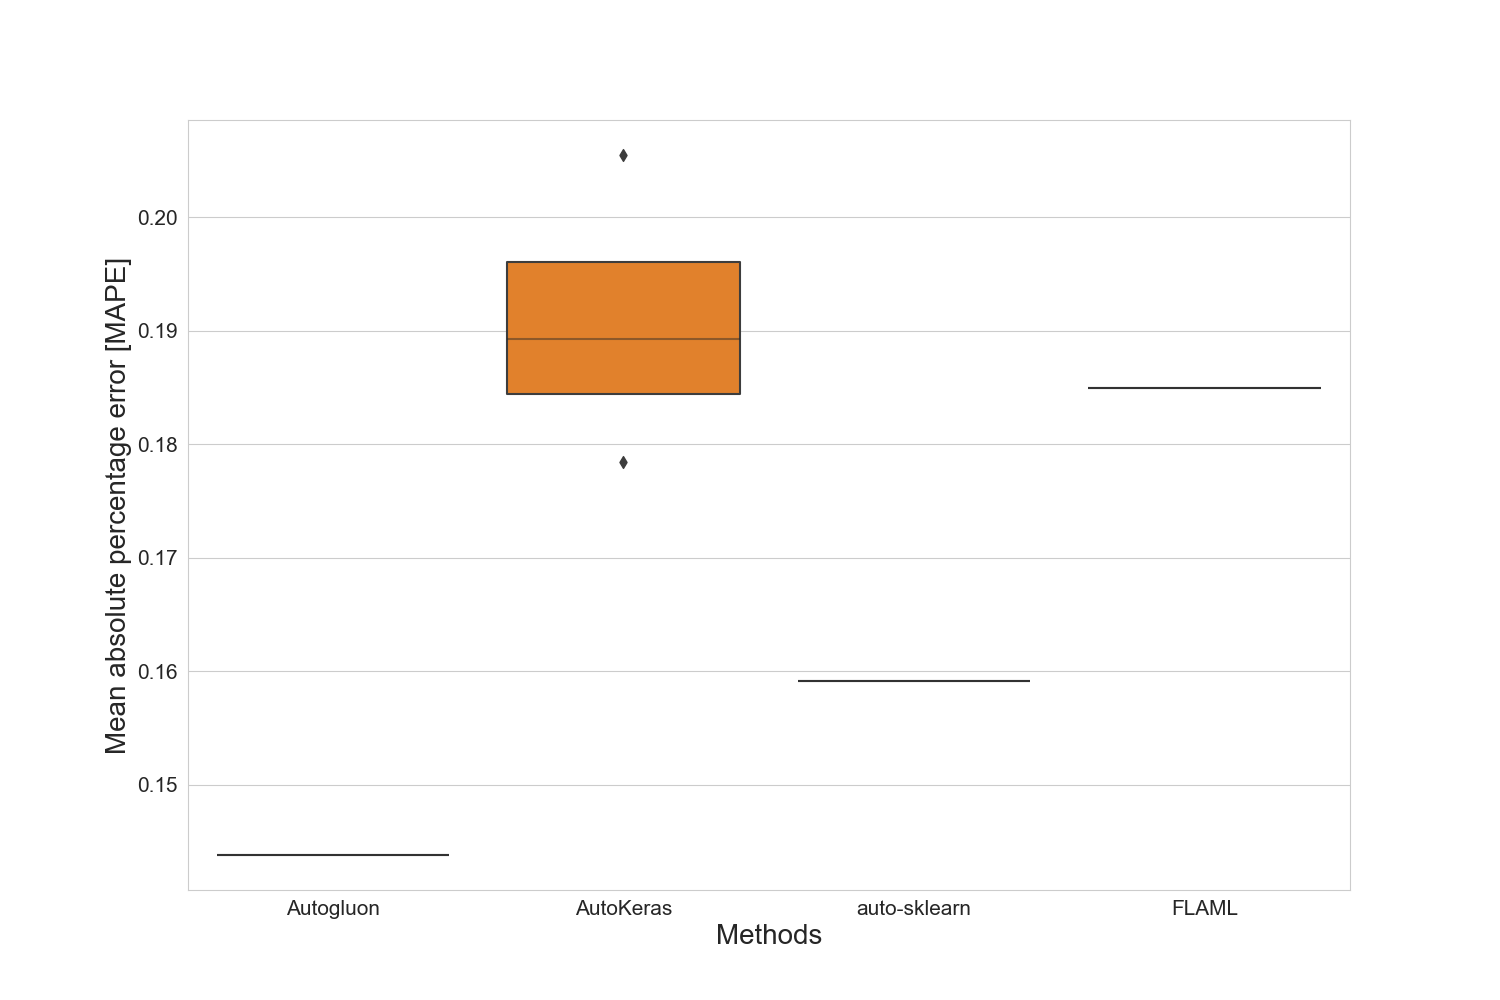 Mean absolute percentage error [MAPE]
0.20
0.19
0.18
0.17
0.16
0.15
Autogluon
AutoKeras
auto-sklearn
FLAML
Methods